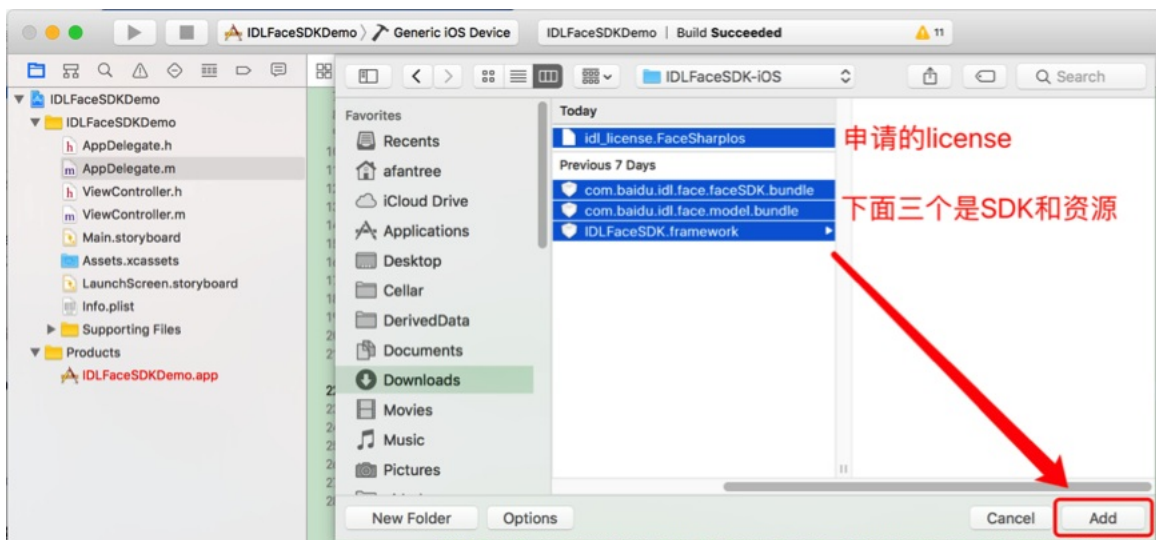 IDLFaceSDKDemo 〉 Generic iOS Device
IDLFaceSDKDemo | Build Succeeded
11
IDLFaceSDK-iOS
Search
IDLFaceSDKDemo
IDLFaceSDKDemo
h AppDelegate.h
m AppDelegate.m
h ViewController.h
m ViewController.m
Main.storyboard
Assets.xcassets
LaunchScreen.storyboard
Info.plist
Supporting Files
Products
IDLFaceSDKDemo.app
Favorites
Recents
afantree
iCloud Drive
Applications
Desktop
Cellar
DerivedData
Documents
Downloads
Movies
Music
Pictures
Today
idl_license.FaceSharpIos
申请的license
Previous 7 Days
com.baidu.idl.face.faceSDK.bundle
com.baidu.idl.face.model.bundle
IDLFaceSDK.framework
下面三个是SDK和资源
New Folder
Options
Cancel
Add